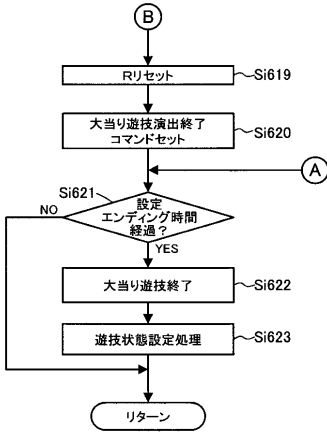 B
Rリセット
Si619
大当り遊技演出終了
コマンドセット
Si620
A
Si621
設定
エンディング時間
経過?
NO
YES
大当り遊技終了
Si622
遊技状態設定処理
Si623
リターン